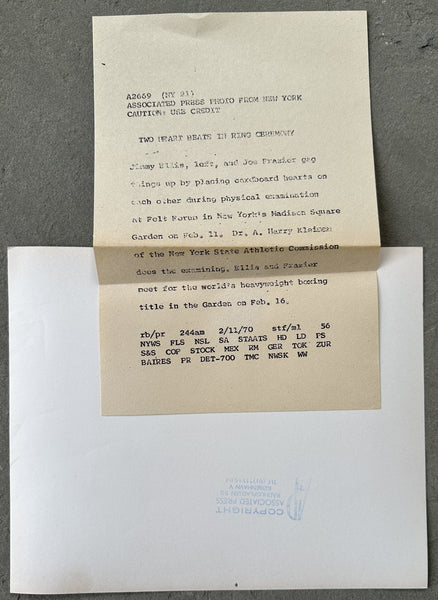 A2659 (NY 21)
ASSOCIATED PRESS PHOTO FROM NEW YORK
CAUTION: USE CREDIT
TWO HEART BEATS IN RING CEREMONY
Jimmy Ellis, left, and Joe Frazier gag
things up by placing cardboard hearts on
each other during physical examination
at Felt Forum in New York's Madison Square
Garden on Feb. 11. Dr. A. Harry Kleiman
of the New York State Athletic Commission
does the examining. Ellis and Frazier
meet for the world's heavyweight boxing
title in the Garden on Feb. 16.
rb/pr 244am 2/11/70 stf/ml 56
NYWS FLS NSL SA STAATS HD LD PS
S&S COP STOCK MEX RM GER TOK ZUR
BAIRES PR DET-700 TMC NWSK WW
COPYRIGHT
ASSOCIATED PRESS